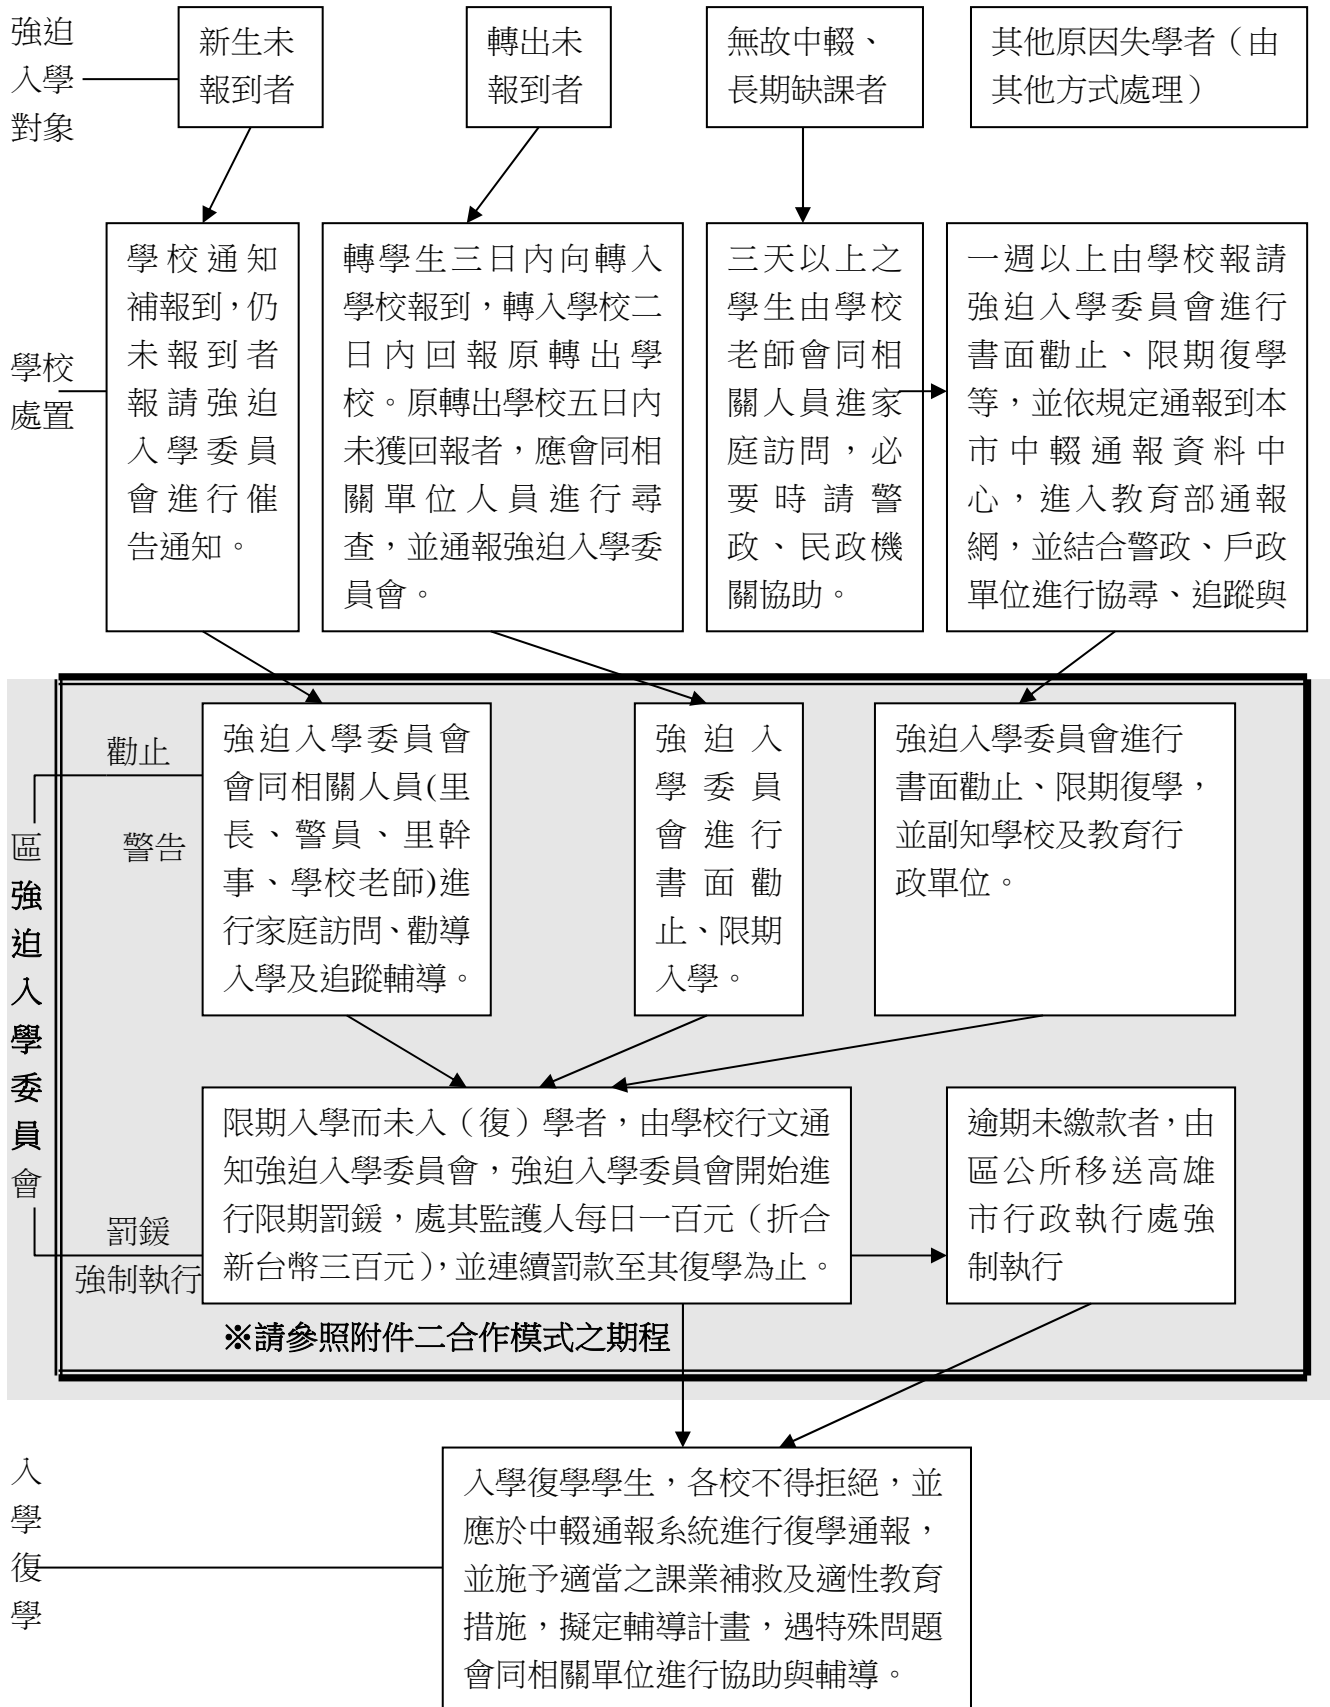 強迫
入學
對象
新生未
報到者
轉出未
報到者
無故中輟、
長期缺課者
其他原因失學者（由
其他方式處理）
學校
處置
學校通知
補報到，仍
未報到者
報請強迫
入學委員
會進行催
告通知。
轉學生三日內向轉入
學校報到，轉入學校二
日內回報原轉出學
校。原轉出學校五日內
未獲回報者，應會同相
關單位人員進行尋
查，並通報強迫入學委
員會。
三天以上之
學生由學校
老師會同相
關人員進家
庭訪問，必
要時請警
政、民政機
關協助。
一週以上由學校報請
強迫入學委員會進行
書面勸止、限期復學
等，並依規定通報到本
市中輟通報資料中
心，進入教育部通報
網，並結合警政、戶政
單位進行協尋、追蹤與
區
強
迫
入
學
委
員
會
勸止
警告
強迫入學委員會
會同相關人員(里
長、警員、里幹
事、學校老師)進
行家庭訪問、勸導
入學及追蹤輔導。
強迫入
學委員
會進行
書面勸
止、限期
入學。
強迫入學委員會進行
書面勸止、限期復學，
並副知學校及教育行
政單位。
罰鍰
強制執行
限期入學而未入（復）學者，由學校行文通
知強迫入學委員會，強迫入學委員會開始進
行限期罰鍰，處其監護人每日一百元（折合
新台幣三百元），並連續罰款至其復學為止。
逾期未繳款者，由
區公所移送高雄
市行政執行處強
制執行
※請參照附件二合作模式之期程
入
學
復
學
入學復學學生，各校不得拒絕，並
應於中輟通報系統進行復學通報，
並施予適當之課業補救及適性教育
措施，擬定輔導計畫，遇特殊問題
會同相關單位進行協助與輔導。